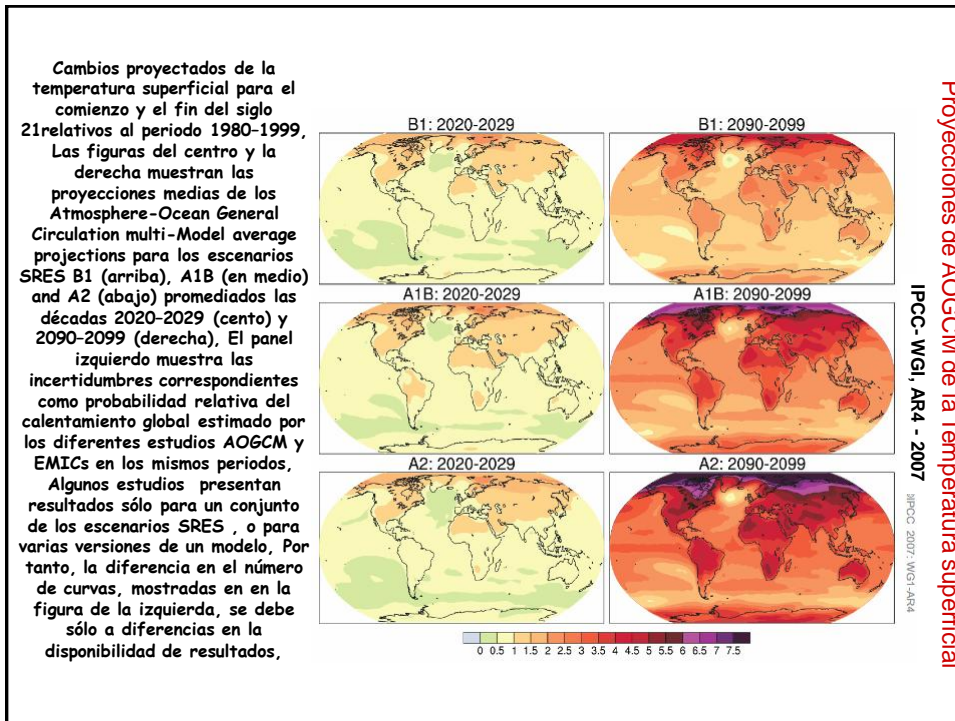 Cambios proyectados de la
temperatura superficial para el
comienzo y el fin del siglo
21relativos al periodo 1980–1999,
Las figuras del centro y la
derecha muestran las
proyecciones medias de los
Atmosphere-Ocean General
Circulation multi-Model average
projections para los escenarios
SRES B1 (arriba), A1B (en medio)
and A2 (abajo) promediados las
décadas 2020–2029 (cento) y
2090–2099 (derecha), El panel
izquierdo muestra las
incertidumbres correspondientes
como probabilidad relativa del
calentamiento global estimado por
los diferentes estudios AOGCM y
EMICs en los mismos periodos,
Algunos estudios presentan
resultados sólo para un conjunto
de los escenarios SRES , o para
varias versiones de un modelo, Por
tanto, la diferencia en el número
de curvas, mostradas en en la
figura de la izquierda, se debe
sólo a diferencias en la
disponibilidad de resultados,
B1: 2020-2029
B1: 2090-2099
A1B: 2020-2029
A1B: 2090-2099
A2: 2020-2029
A2: 2090-2099
0 0.5 1 1.5 2 2.5 3 3.5 4 4.5 5 5.5 6 6.5 7 7.5
Proyecciones de AOGCM de la Temperatura superficial
IPCC- WGI, AR4 - 2007
IPCC 2007: WG1-AR4